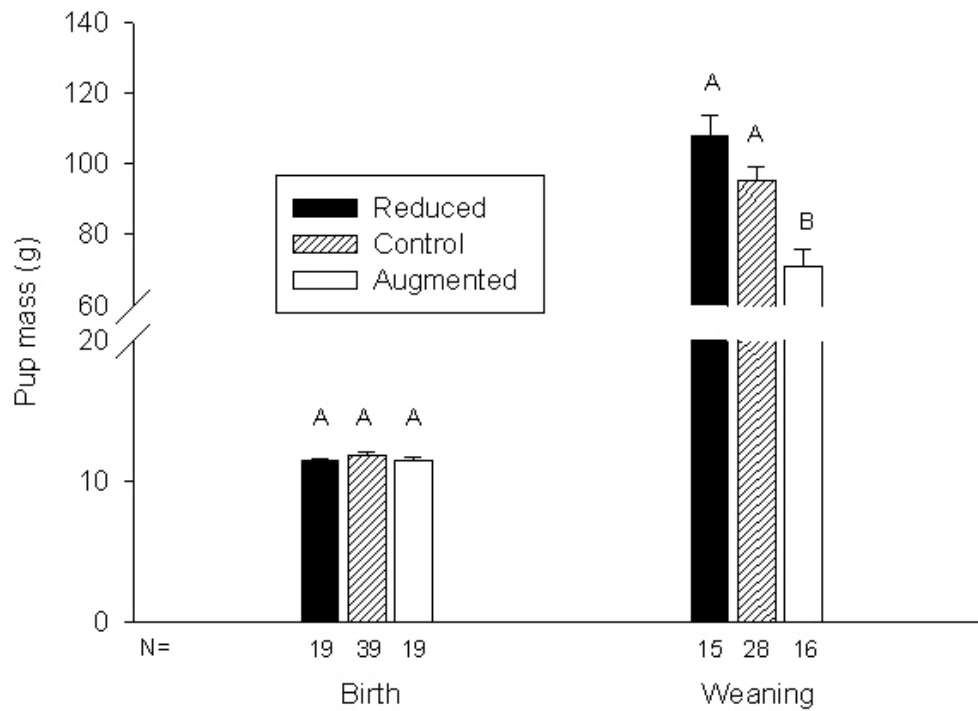 140
120
100
80
60
20
10
0
Pup mass (g)
Reduced
Control
Augmented
A A A
A
A
B
N= 19 39 19 15 28 16
Birth Weaning